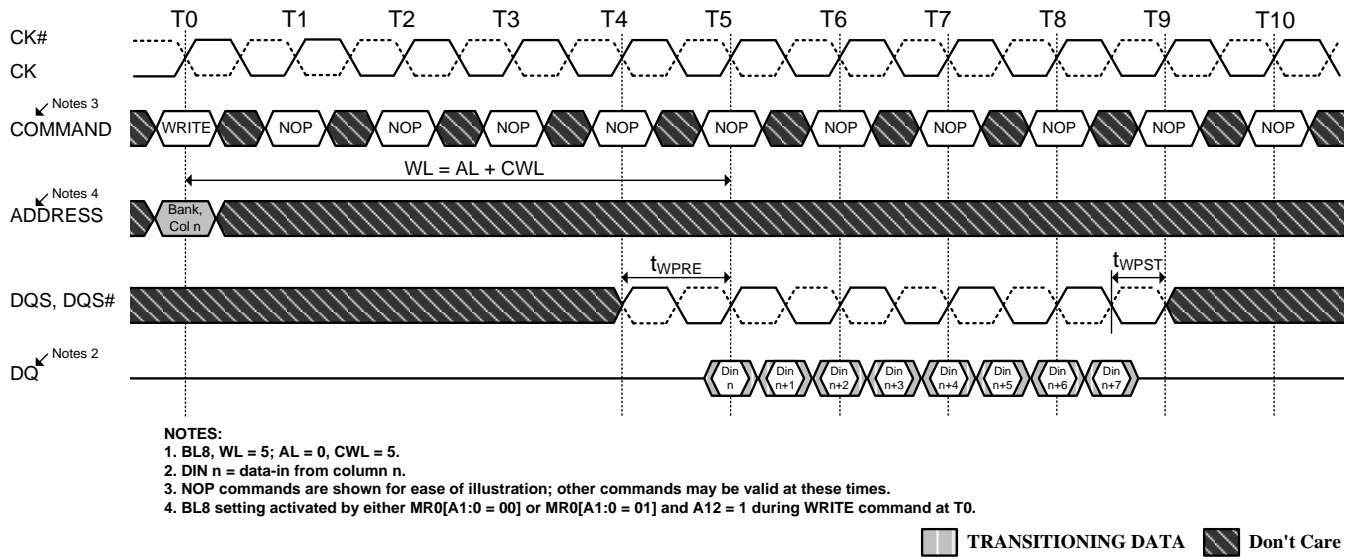 T0 T1 T2 T3 T4 T5 T6 T7 T8 T9 T10
CK#
CK
Notes 3
COMMAND
WRITE NOP NOP NOP NOP NOP NOP NOP NOP NOP NOP
WL = AL + CWL
Notes 4
ADDRESS
Bank,
Col n
tWPRE tWPST
DQS, DQS#
Notes 2
DQ
Din Din Din Din Din Din Din Din
n n+1 n+2 n+3 n+4 n+5 n+6 n+7
NOTES:
1. BL8, WL = 5; AL = 0, CWL = 5.
2. DIN n = data-in from column n.
3. NOP commands are shown for ease of illustration; other commands may be valid at these times.
4. BL8 setting activated by either MR0[A1:0 = 00] or MR0[A1:0 = 01] and A12 = 1 during WRITE command at T0.
TRANSITIONING DATA Don't Care